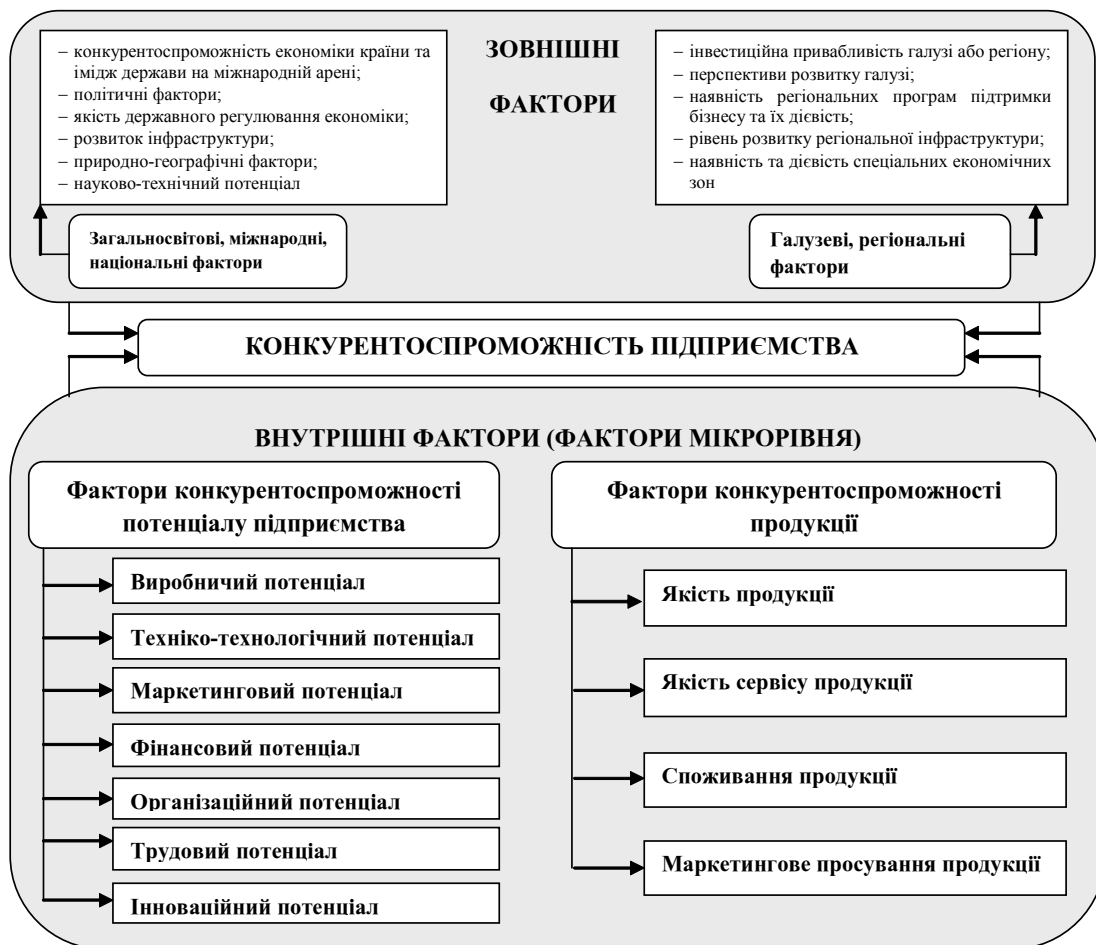 – конкурентоспроможність економіки країни та
імідж держави на міжнародній арені;
– політичні фактори;
– якість державного регулювання економіки;
– розвиток інфраструктури;
– природно-географічні фактори;
– науково-технічний потенціал
ЗОВНІШНІ
ФАКТОРИ
– інвестиційна привабливість галузі або регіону;
– перспективи розвитку галузі;
– наявність регіональних програм підтримки
бізнесу та їх дієвість;
– рівень розвитку регіональної інфраструктури;
– наявність та дієвість спеціальних економічних
зон
Загальносвітові, міжнародні,
національні фактори
Галузеві, регіональні
фактори
КОНКУРЕНТОСПРОМОЖНІСТЬ ПІДПРИЄМСТВА
ВНУТРІШНІ ФАКТОРИ (ФАКТОРИ МІКРОРІВНЯ)
Фактори конкурентоспроможності
потенціалу підприємства
Виробничий потенціал
Техніко-технологічний потенціал
Маркетинговий потенціал
Фінансовий потенціал
Організаційний потенціал
Трудовий потенціал
Інноваційний потенціал
Фактори конкурентоспроможності
продукції
Якість продукції
Якість сервісу продукції
Споживання продукції
Маркетингове просування продукції